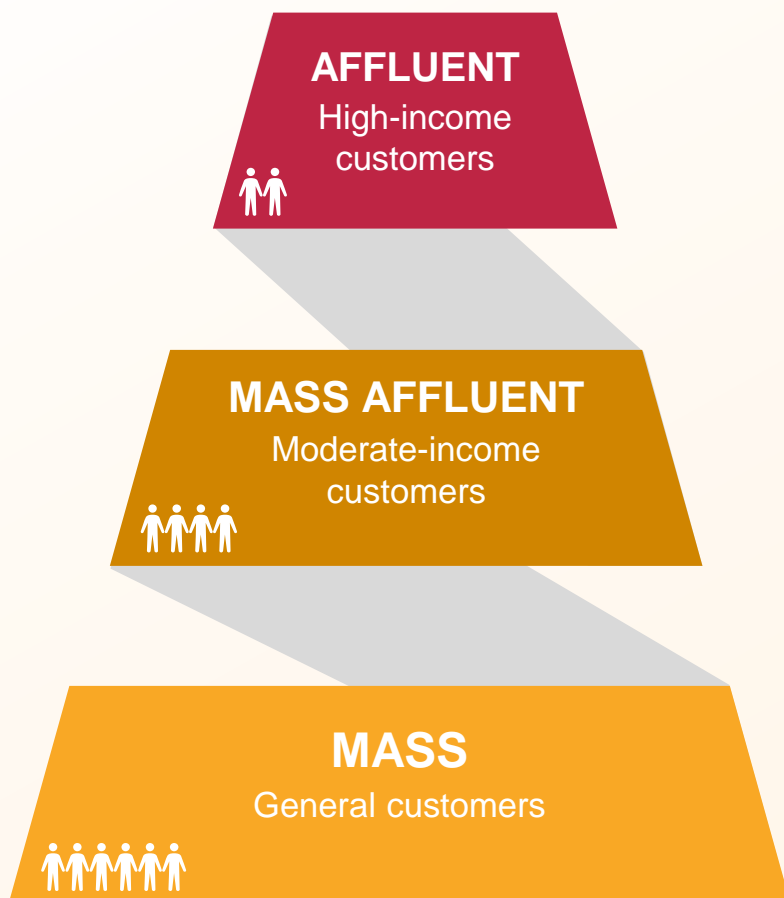 AFFLUENT
High-income
customers
MASS AFFLUENT
Moderate-income
customers
MASS
General customers